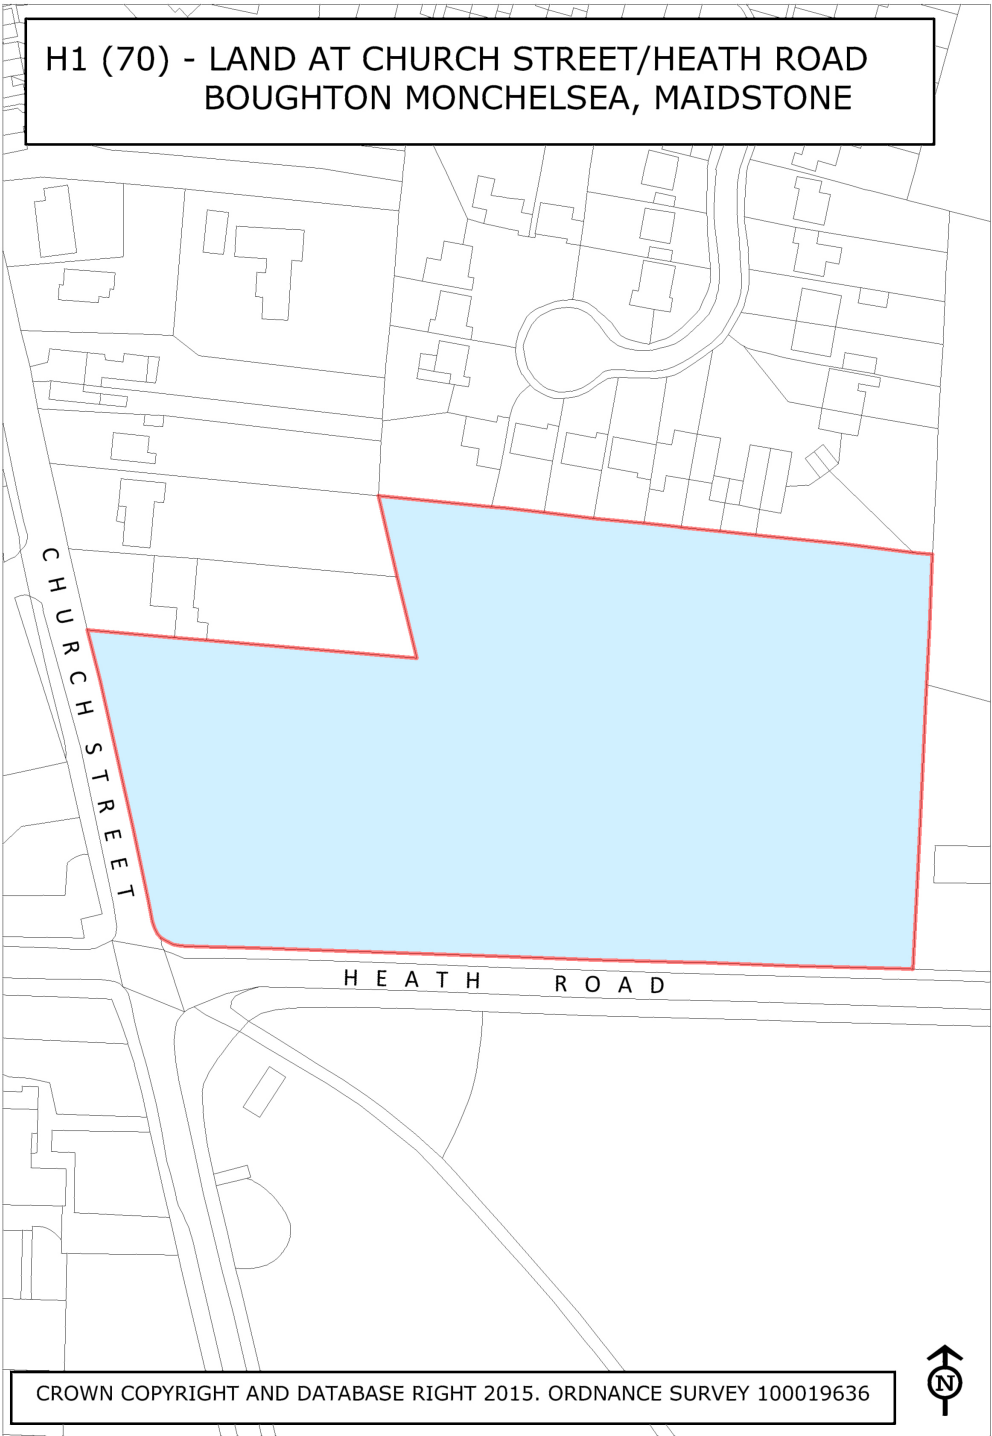 H1 (70) - LAND AT CHURCH STREET/HEATH ROAD
BOUGHTON MONCHELSEA, MAIDSTONE
CHURCH STREET
HEATH ROAD
CROWN COPYRIGHT AND DATABASE RIGHT 2015. ORDNANCE SURVEY 100019636
N